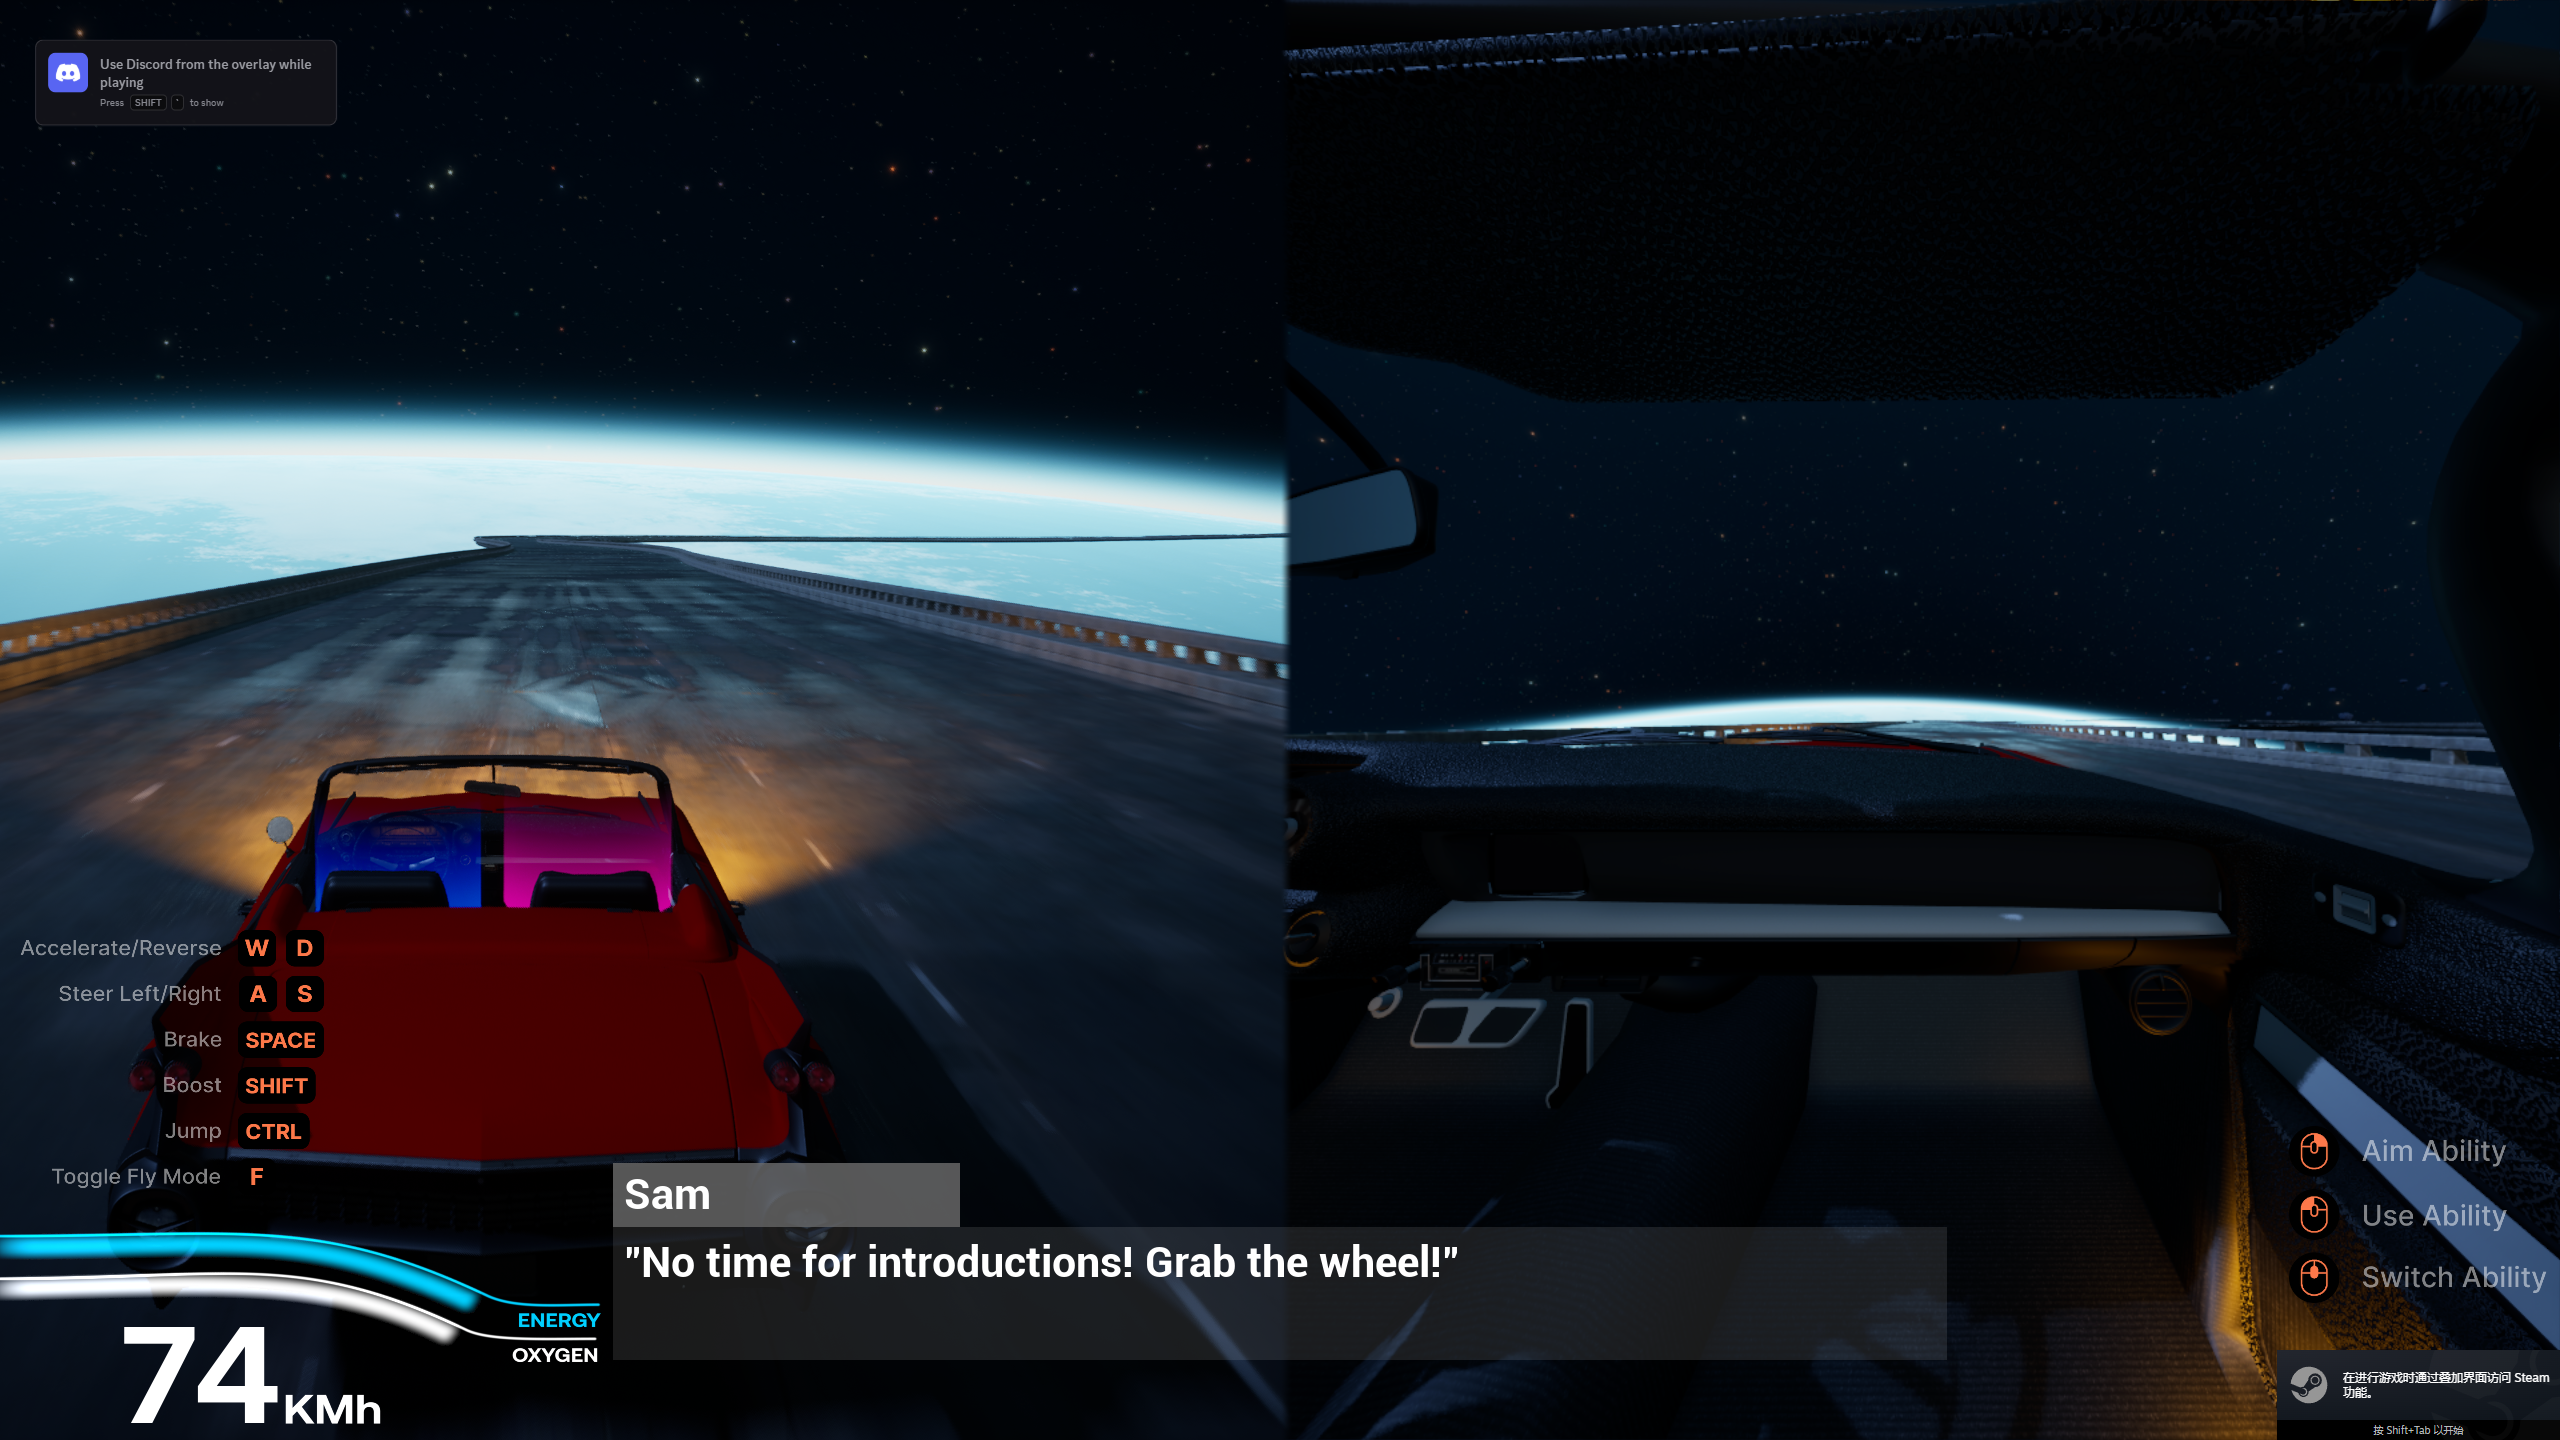 Use Discord from the overlay while
playing
Press SHIFT ` to show
Accelerate/Reverse W D
Steer Left/Right A S
Brake SPACE
Boost SHIFT
Jump CTRL
Toggle Fly Mode F
ENERGY
OXYGEN
74 KMh
Sam
"No time for introductions! Grab the wheel!"
Aim Ability
Use Ability
Switch Ability
在进行游戏时通过叠加界面访问 Steam
功能。
按 Shift+Tab 以开始